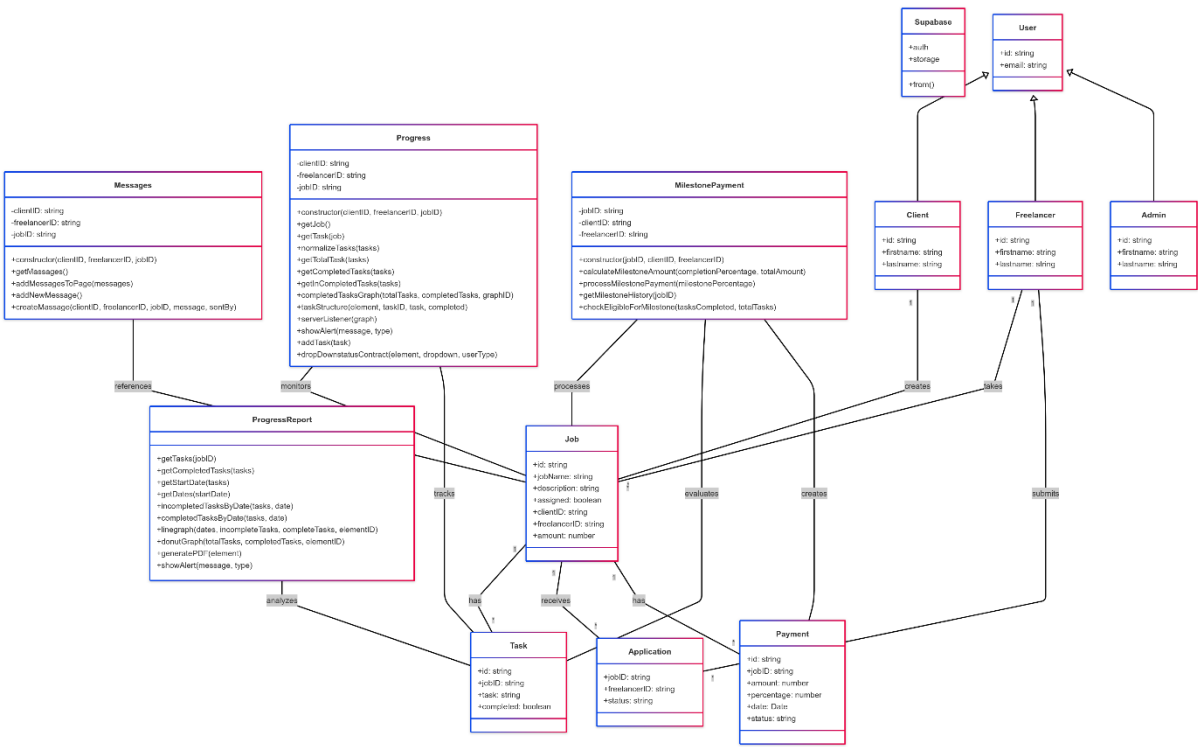 Supabase
+auth
+storage
+from()
User
+id: string
+email: string
Progress
-clientID: string
-freelancerID: string
-jobID: string
+constructor(clientID, freelancerID, jobID)
+getJob()
+getTask(job)
+normalizeTasks(tasks)
+getTotalTask(tasks)
+getCompletedTasks(tasks)
+getInCompletedTasks(tasks)
+completedTasksGraph(totalTasks, completedTasks, graphID)
+taskStructure(element, taskID, task, completed)
+serverListener(graph)
+showAlert(message, type)
+addTask(task)
+dropDownstatusContract(element, dropdown, userType)
Messages
-clientID: string
-freelancerID: string
-jobID: string
+constructor(clientID, freelancerID, jobID)
+getMassages()
+addMessagesToPage(messages)
+addNewMessage()
+createMassage(clientID, freelancerID, jobID, message, sentBy)
MilestonePayment
-jobID: string
-clientID: string
-freelancerID: string
+constructor(jobID, clientID, freelancerID)
+calculateMilestoneAmount(completionPercentage, totalAmount)
+processMilestonePayment(milestonePercentage)
+getMilestoneHistory(jobID)
+checkEligibleForMilestone(tasksCompleted, totalTasks)
Client
+id: string
+firstname: string
+lastname: string
Freelancer
+id: string
+firstname: string
+lastname: string
Admin
+id: string
+firstname: string
+lastname: string
references
monitors
processes
creates
takes
ProgressReport
+getTasks(jobID)
+getCompletedTasks(tasks)
+getStartDate(tasks)
+getDates(startDate)
+incompletedTasksByDate(tasks, date)
+completedTasksByDate(tasks, date)
+linegraph(dates, incompleteTasks, completeTasks, elementID)
+donutGraph(totalTasks, completedTasks, elementID)
+generatePDF(element)
+showAlert(message, type)
Job
+id: string
+jobName: string
+description: string
+assigned: boolean
+clientID: string
+freelancerID: string
+amount: number
tracks
evaluates
creates
submits
analyzes
has
receives
has
Task
+id: string
+jobID: string
+task: string
+completed: boolean
Application
+jobID: string
+freelancerID: string
+status: string
Payment
+id: string
+jobID: string
+amount: number
+percentage: number
+date: Date
+status: string